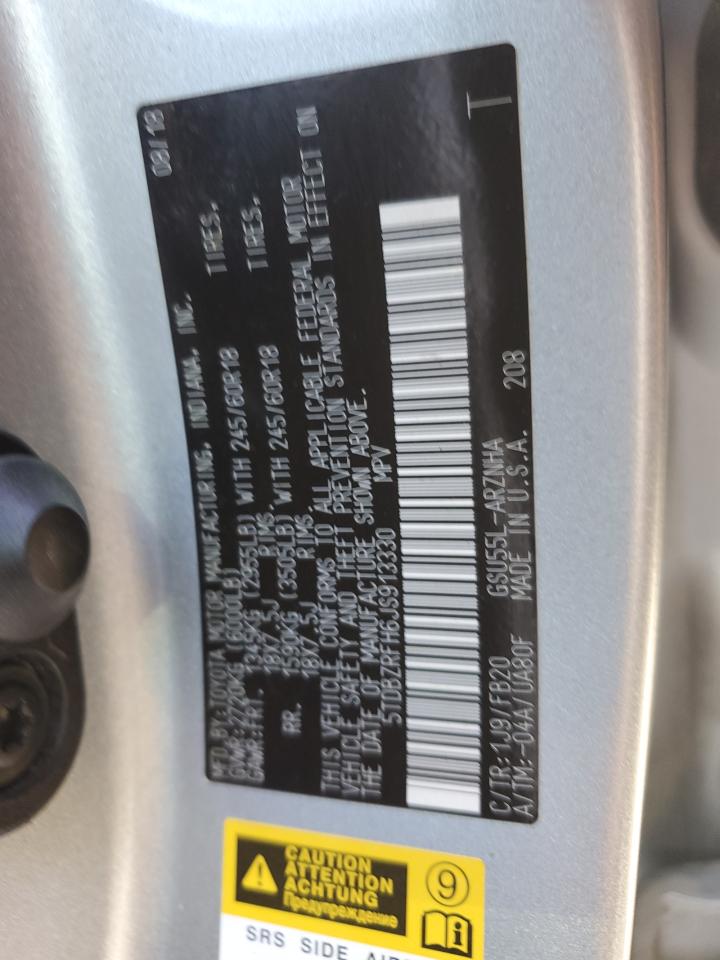 MFD.BY:TOYOTA MOTOR MANUFACTURING, INDIANA, INC. 08/18
GVWR:2720KG (6000LB)
GAWR:FRT. 1345KG (2955LB) WITH 245/60R18 TIRES,
18X7.5J RIMS,
RR. 1590KG (3505LB) WITH 245/60R18 TIRES,
18X7.5J RIMS,
THIS VEHICLE CONFORMS TO ALL APPLICABLE FEDERAL MOTOR
VEHICLE SAFETY AND THEFT PREVENTION STANDARDS IN EFFECT ON
THE DATE OF MANUFACTURE SHOWN ABOVE.
5TDBZRFH6JS913330 MPV
C/TR:1J9/FB20 GSU55L-ARZNHA T
A/TM:-04A/UA80F MADE IN U.S.A. 208
CAUTION
ATTENTION
ACHTUNG
Предупреждение
9
i
SRS SIDE